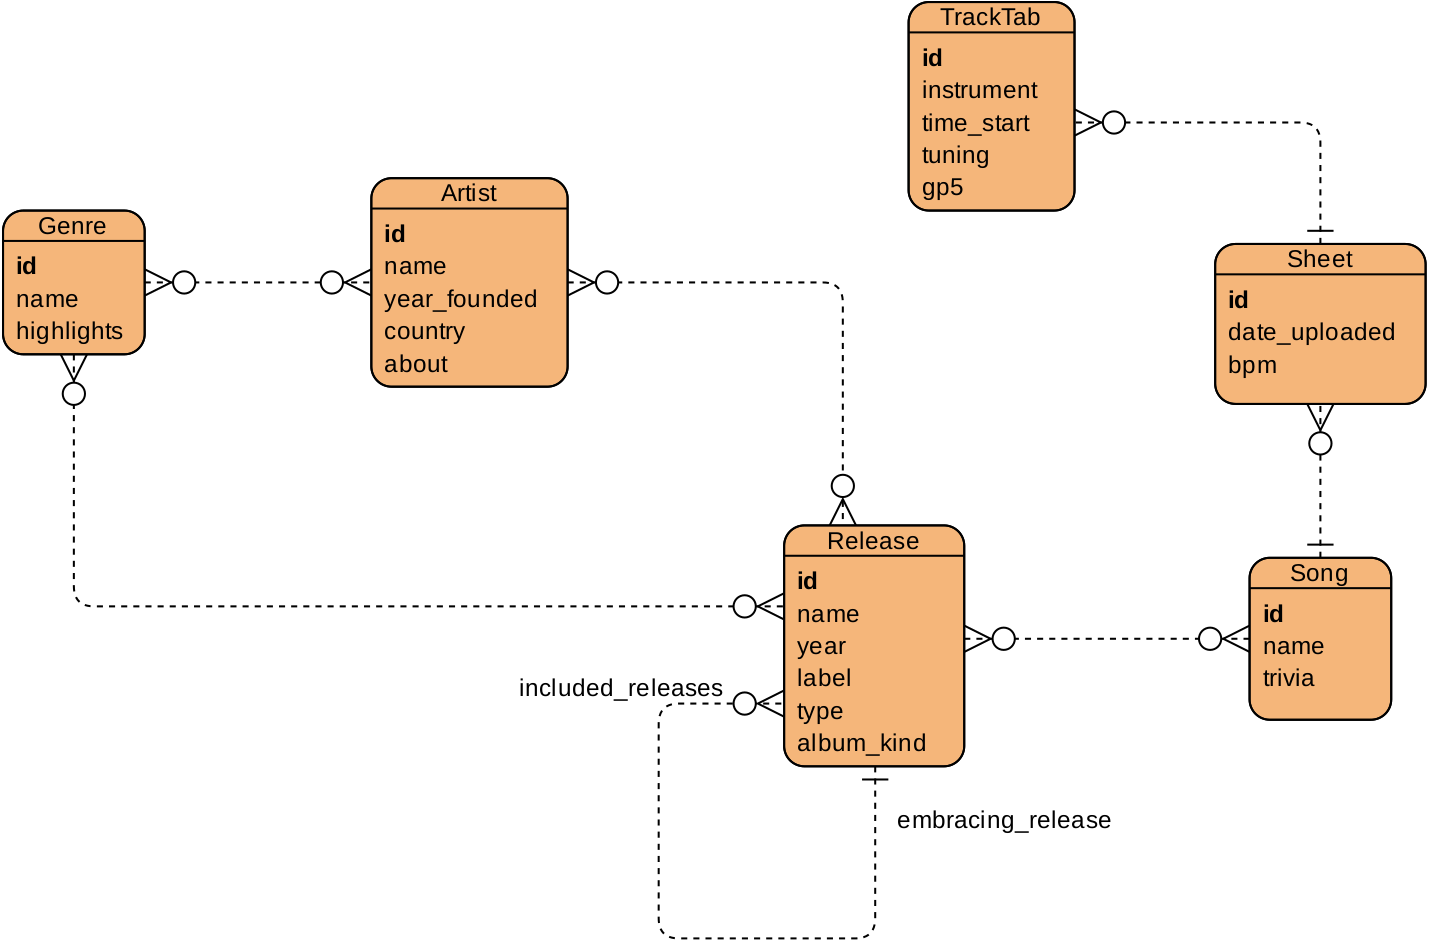 TrackTab
id
instrument
time_start
tuning
gp5
Artist
id
name
year_founded
country
about
Genre
id
name
highlights
Sheet
id
date_uploaded
bpm
Release
id
name
year
label
type
album_kind
Song
id
name
trivia
included_releases
embracing_release